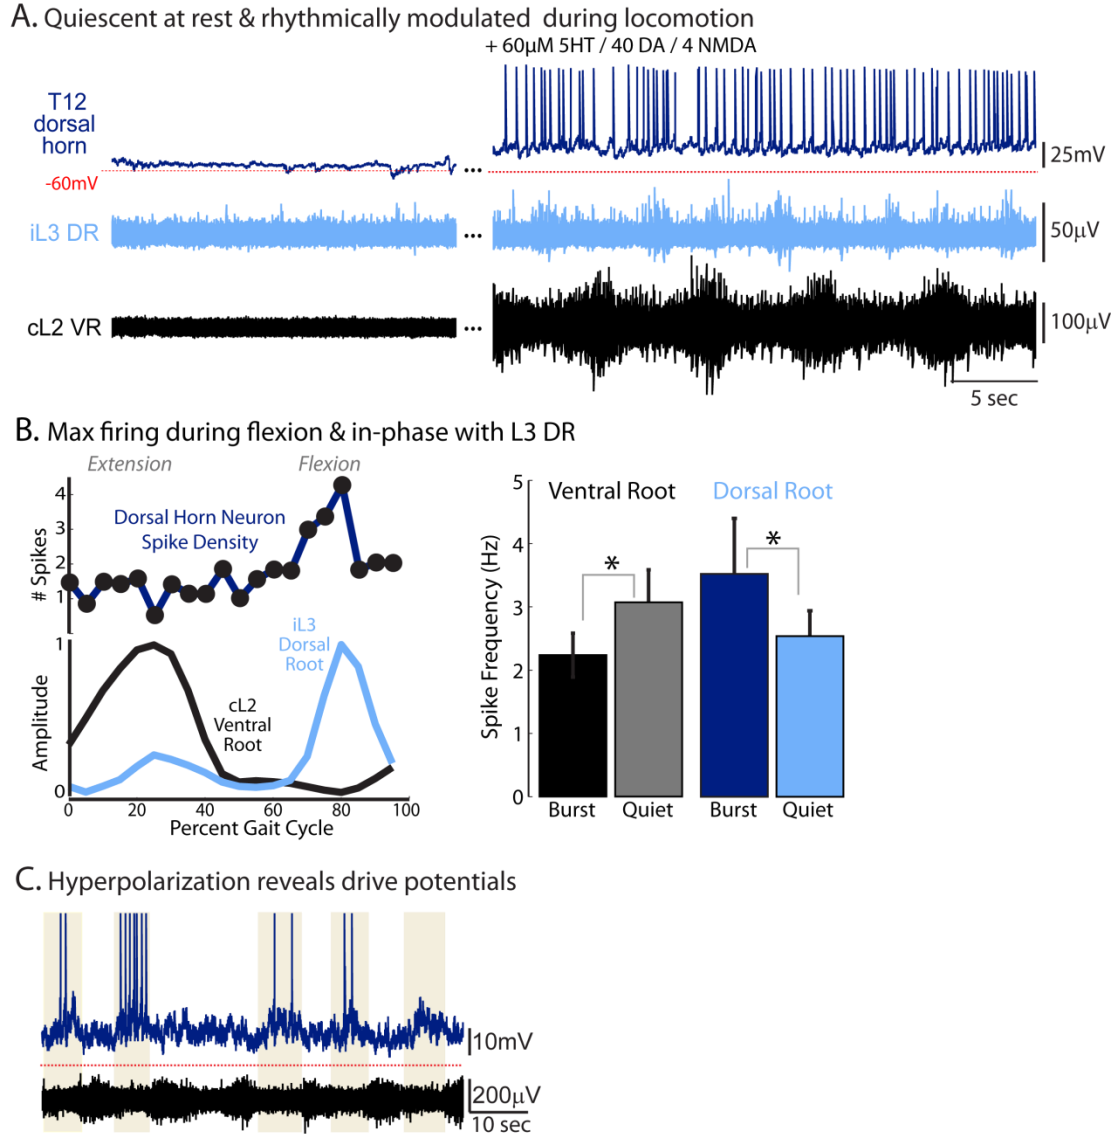 A. Quiescent at rest & rhythmically modulated during locomotion
+ 60µM 5HT / 40 DA / 4 NMDA
T12
dorsal
horn
-60mV
...
25mV
iL3 DR
...
50µV
cL2 VR
...
100µV
5 sec
B. Max firing during flexion & in-phase with L3 DR
Extension
Flexion
# Spikes
4
3
2
1
Dorsal Horn Neuron
Spike Density
Amplitude
1
0
iL3
Dorsal
Root
cL2
Ventral
Root
0 20 40 60 80 100
Percent Gait Cycle
Spike Frequency (Hz)
5
4
3
2
1
0
Ventral Root
Dorsal Root
*
*
Burst Quiet Burst Quiet
C. Hyperpolarization reveals drive potentials
10mV
200µV
10 sec